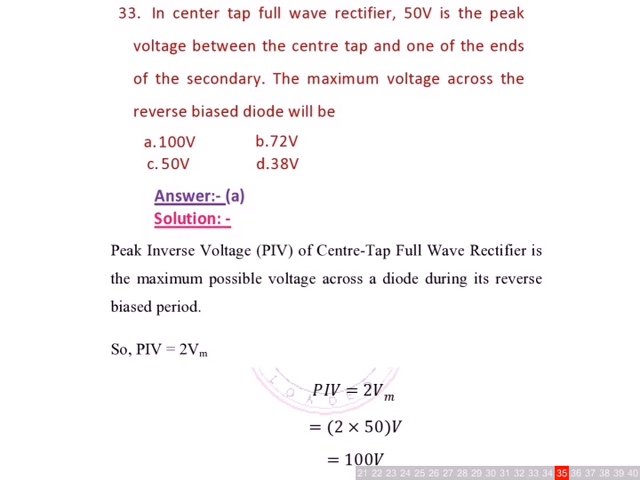 33. In center tap full wave rectifier, 50V is the peak
voltage between the centre tap and one of the ends
of the secondary. The maximum voltage across the
reverse biased diode will be
a.100V b.72V
c. 50V d.38V
Answer:- (a)
Solution: -
Peak Inverse Voltage (PIV) of Centre-Tap Full Wave Rectifier is
the maximum possible voltage across a diode during its reverse
biased period.
So, PIV = 2Vₘ
PIV = 2Vₘ
= (2 × 50)V
= 100V
21 22 23 24 25 26 27 28 29 30 31 32 33 34 35 36 37 38 39 40